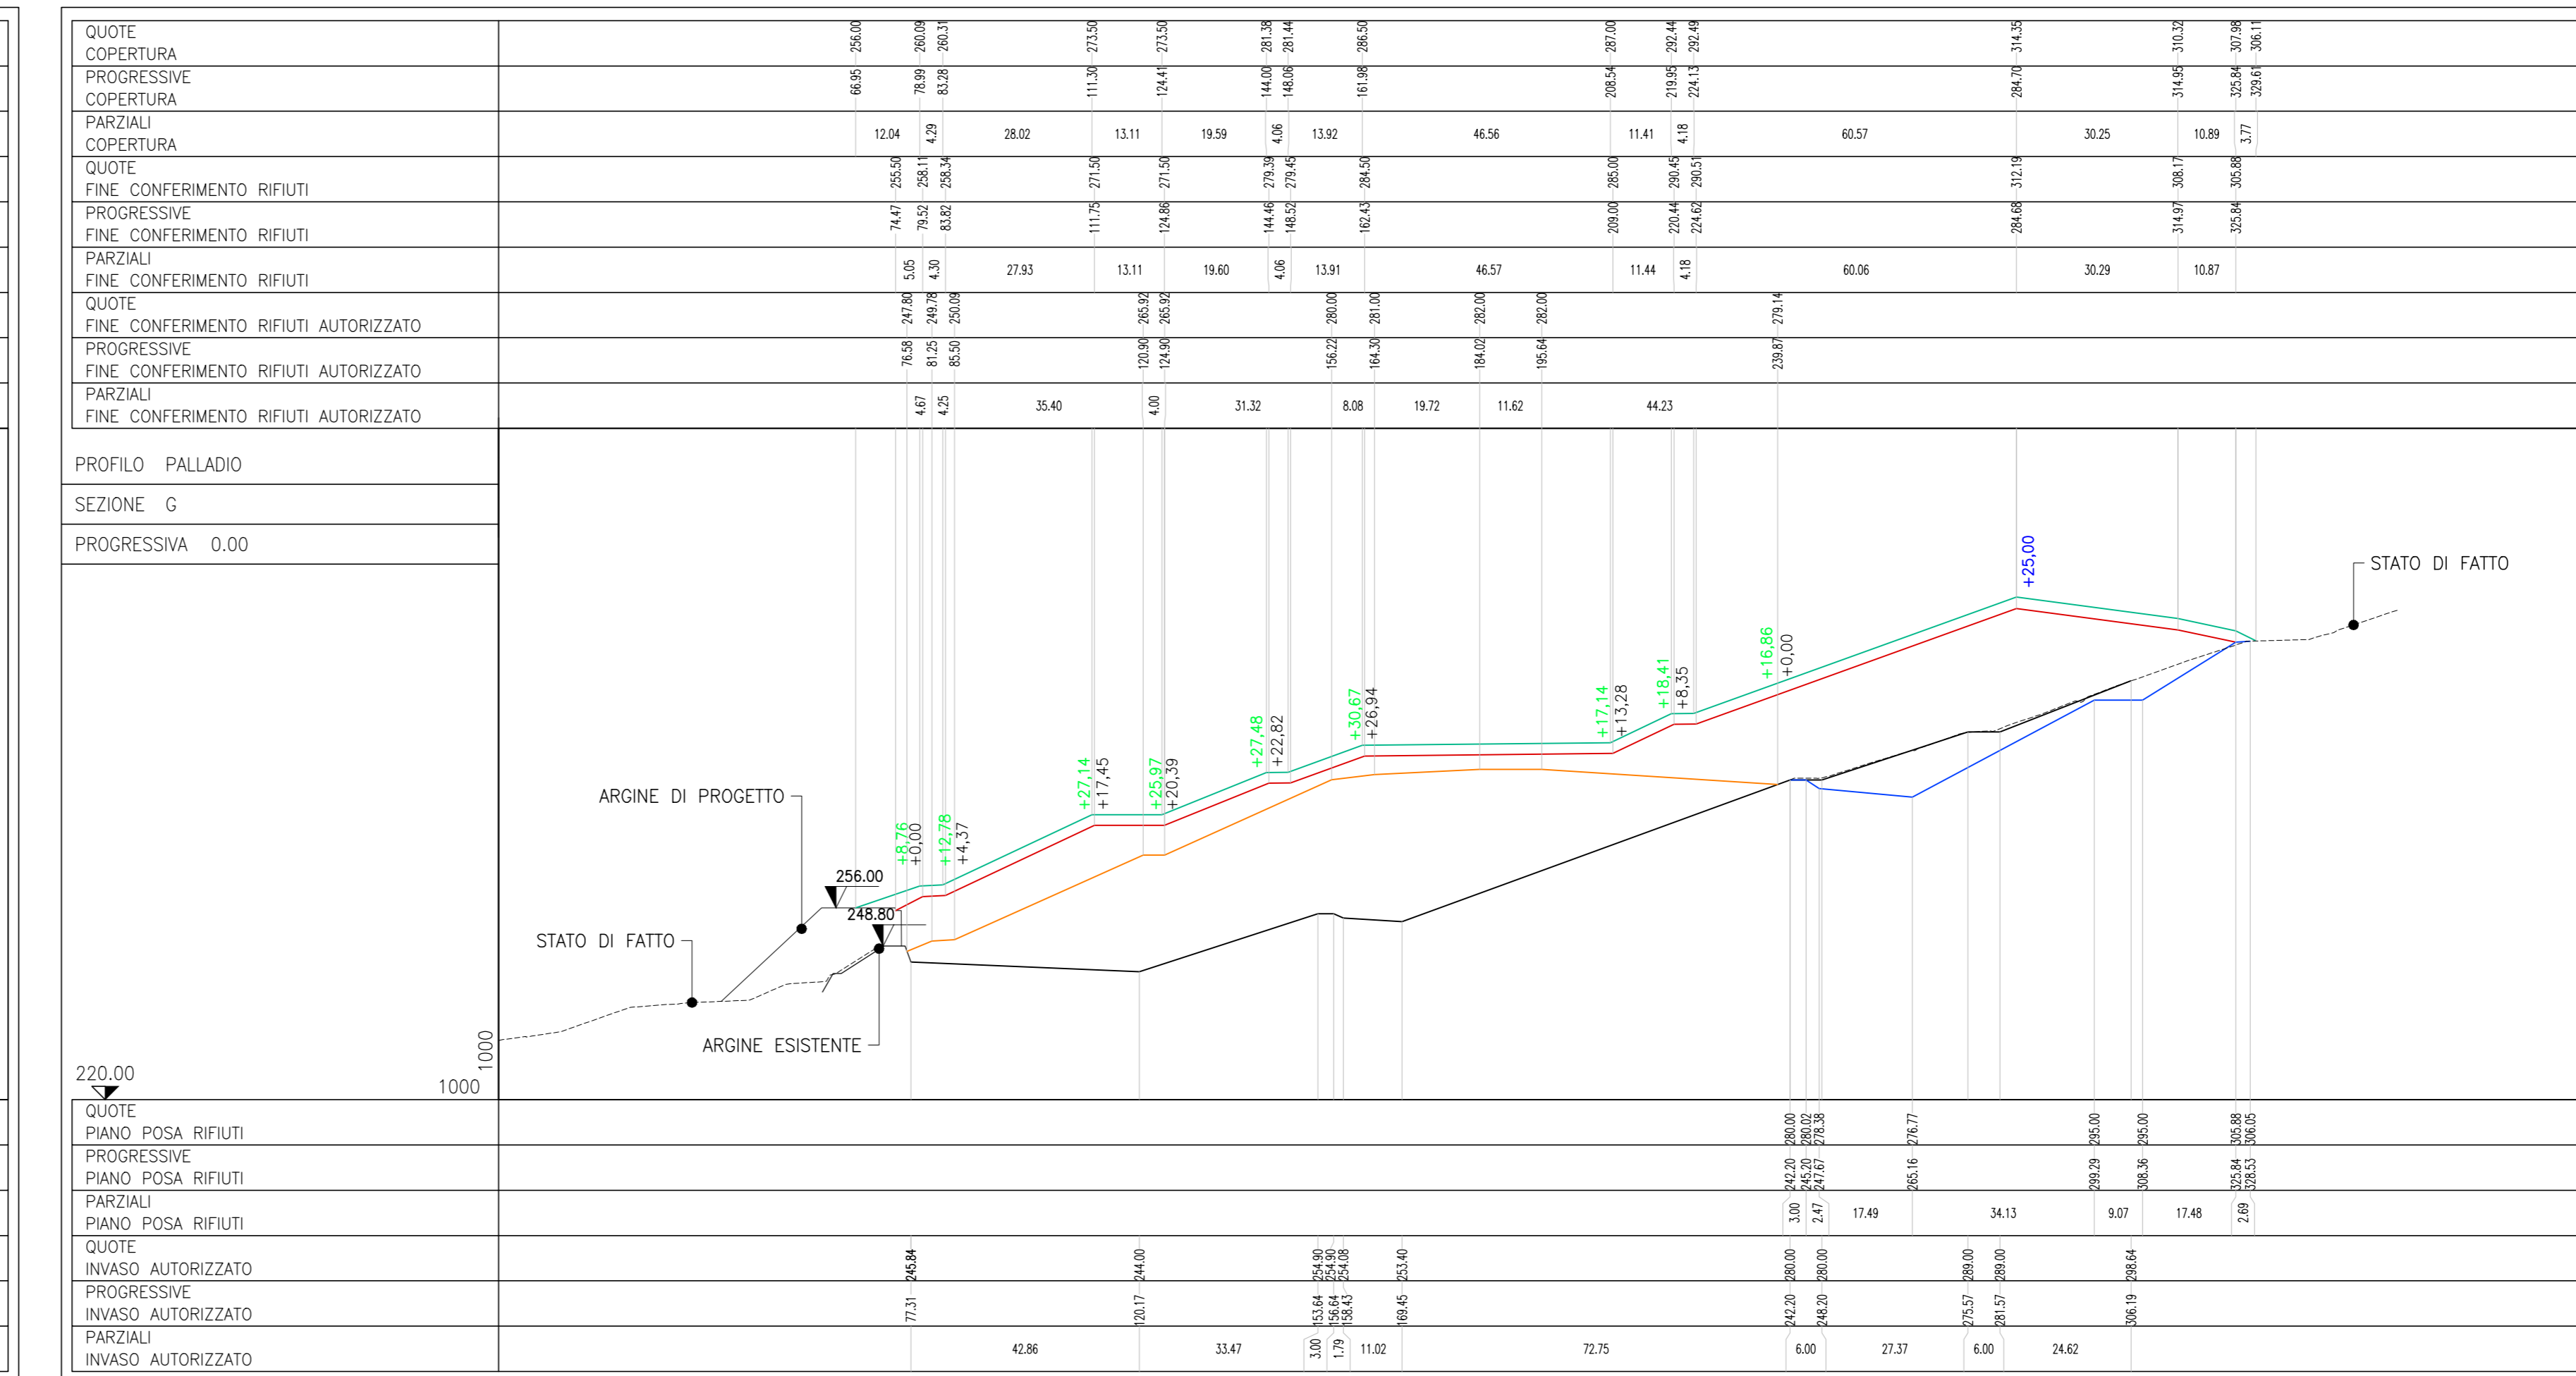 QUOTE
COPERTURA
256.00 260.09 260.31 273.50 273.50 281.38 281.44 286.50 287.00 292.44 292.49 314.35 310.32 307.98 306.11
PROGRESSIVE
COPERTURA
66.95 78.99 83.28 111.30 124.41 144.00 148.06 161.98 208.54 219.95 224.13 284.70 314.95 325.84 329.61
PARZIALI
COPERTURA
12.04 4.29 28.02 13.11 19.59 4.06 13.92 46.56 11.41 4.18 60.57 30.25 10.89 3.77
QUOTE
FINE CONFERIMENTO RIFIUTI
255.50 258.11 258.34 271.50 271.50 279.39 279.45 284.50 285.00 290.45 290.51 312.19 308.17 305.88
PROGRESSIVE
FINE CONFERIMENTO RIFIUTI
74.47 79.52 83.82 111.75 124.86 144.46 148.52 162.43 209.00 220.44 224.62 284.68 314.97 325.84
PARZIALI
FINE CONFERIMENTO RIFIUTI
5.05 4.30 27.93 13.11 19.60 4.06 13.91 46.57 11.44 4.18 60.06 30.29 10.87
QUOTE
FINE CONFERIMENTO RIFIUTI AUTORIZZATO
247.80 249.78 250.09 265.92 265.92 280.00 281.00 282.00 282.00 279.14
PROGRESSIVE
FINE CONFERIMENTO RIFIUTI AUTORIZZATO
76.58 81.25 85.50 120.90 124.90 156.22 164.30 184.02 195.64 239.87
PARZIALI
FINE CONFERIMENTO RIFIUTI AUTORIZZATO
4.67 4.25 35.40 4.00 31.32 8.08 19.72 11.62 44.23
PROFILO PALLADIO
SEZIONE G
PROGRESSIVA 0.00
+25,00
STATO DI FATTO
+16,86
+0,00
+18,41
+8,35
+17,14
+13,28
+30,67
+26,94
+27,48
+22,82
+27,14
+17,45
+25,97
+20,39
ARGINE DI PROGETTO
+8,76
+0,00
+12,78
+4,37
256.00
248.80
STATO DI FATTO
ARGINE ESISTENTE
1000
220.00
1000
QUOTE
PIANO POSA RIFIUTI
280.00 280.02 278.38 276.77 295.00 295.00 305.88 306.05
PROGRESSIVE
PIANO POSA RIFIUTI
242.20 245.20 247.67 265.16 299.29 308.36 325.84 328.53
PARZIALI
PIANO POSA RIFIUTI
3.00 2.47 17.49 34.13 9.07 17.48 2.69
QUOTE
INVASO AUTORIZZATO
245.84 244.00 254.90 254.90 254.08 253.40 280.00 280.00 289.00 289.00 298.64
PROGRESSIVE
INVASO AUTORIZZATO
77.31 120.17 153.64 156.64 158.43 169.45 242.20 248.20 275.57 281.57 306.19
PARZIALI
INVASO AUTORIZZATO
42.86 33.47 3.00 1.79 11.02 72.75 6.00 27.37 6.00 24.62